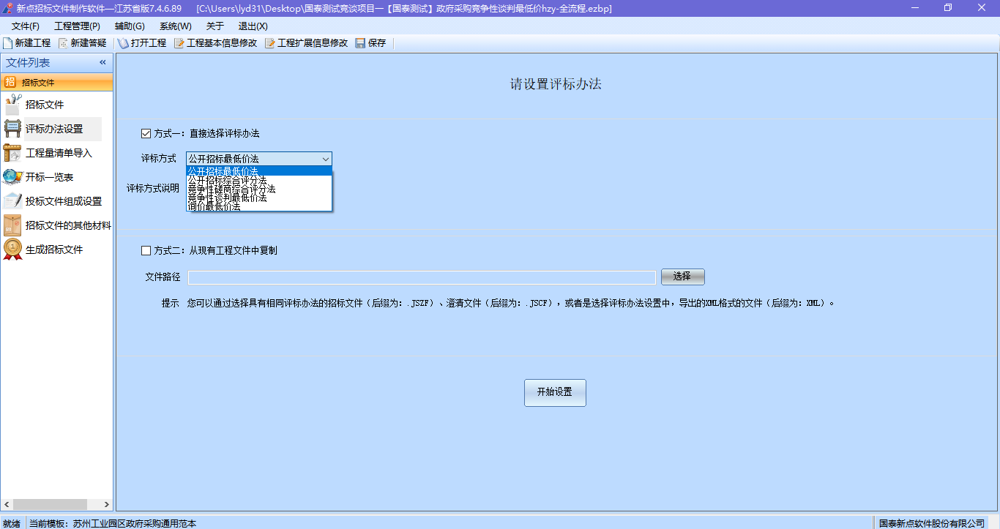 新点招标文件制作软件—江苏省版7.4.6.89 [C:\Users\lyd31\Desktop\国泰测试竞谈项目一【国泰测试】政府采购竞争性谈判最低价hzy-全流程.ezbp]
文件(F) 工程管理(P) 辅助(G) 系统(W) 关于 退出(X)
新建工程 新建答疑 打开工程 工程基本信息修改 工程扩展信息修改 保存
文件列表 «
招 招标文件
招标文件
评标办法设置
工程量清单导入
开标一览表
投标文件组成设置
招标文件的其他材料
生成招标文件
请设置评标办法
方式一：直接选择评标办法
评标方式 公开招标最低价法
公开招标最低价法
公开招标综合评分法
竞争性磋商综合评分法
竞争性谈判最低价法
询价最低价法
评标方式说明
方式二：从现有工程文件中复制
文件路径 选择
提示 您可以通过选择具有相同评标办法的招标文件（后缀为：.JSZF）、澄清文件（后缀为：.JSCF），或者是选择评标办法设置中，导出的XML格式的文件（后缀为：XML）。
开始设置
就绪 当前模板：苏州工业园区政府采购通用范本 国泰新点软件股份有限公司